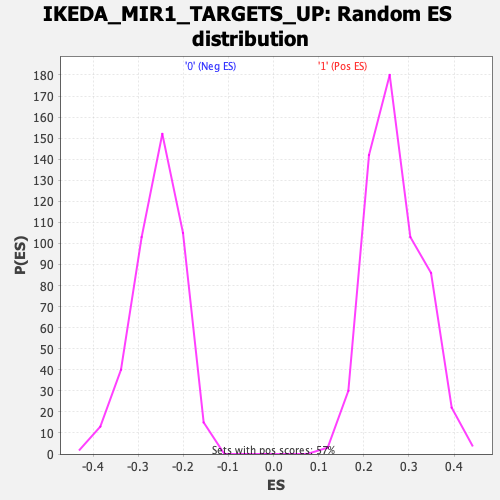 IKEDA_MIR1_TARGETS_UP: Random ES
distribution
'0' (Neg ES)
'1' (Pos ES)
P(ES)
180
170
160
150
140
130
120
110
100
90
80
70
60
50
40
30
20
10
0
Sets with pos scores: 57%
-0.4 -0.3 -0.2 -0.1 0.0 0.1 0.2 0.3 0.4
ES